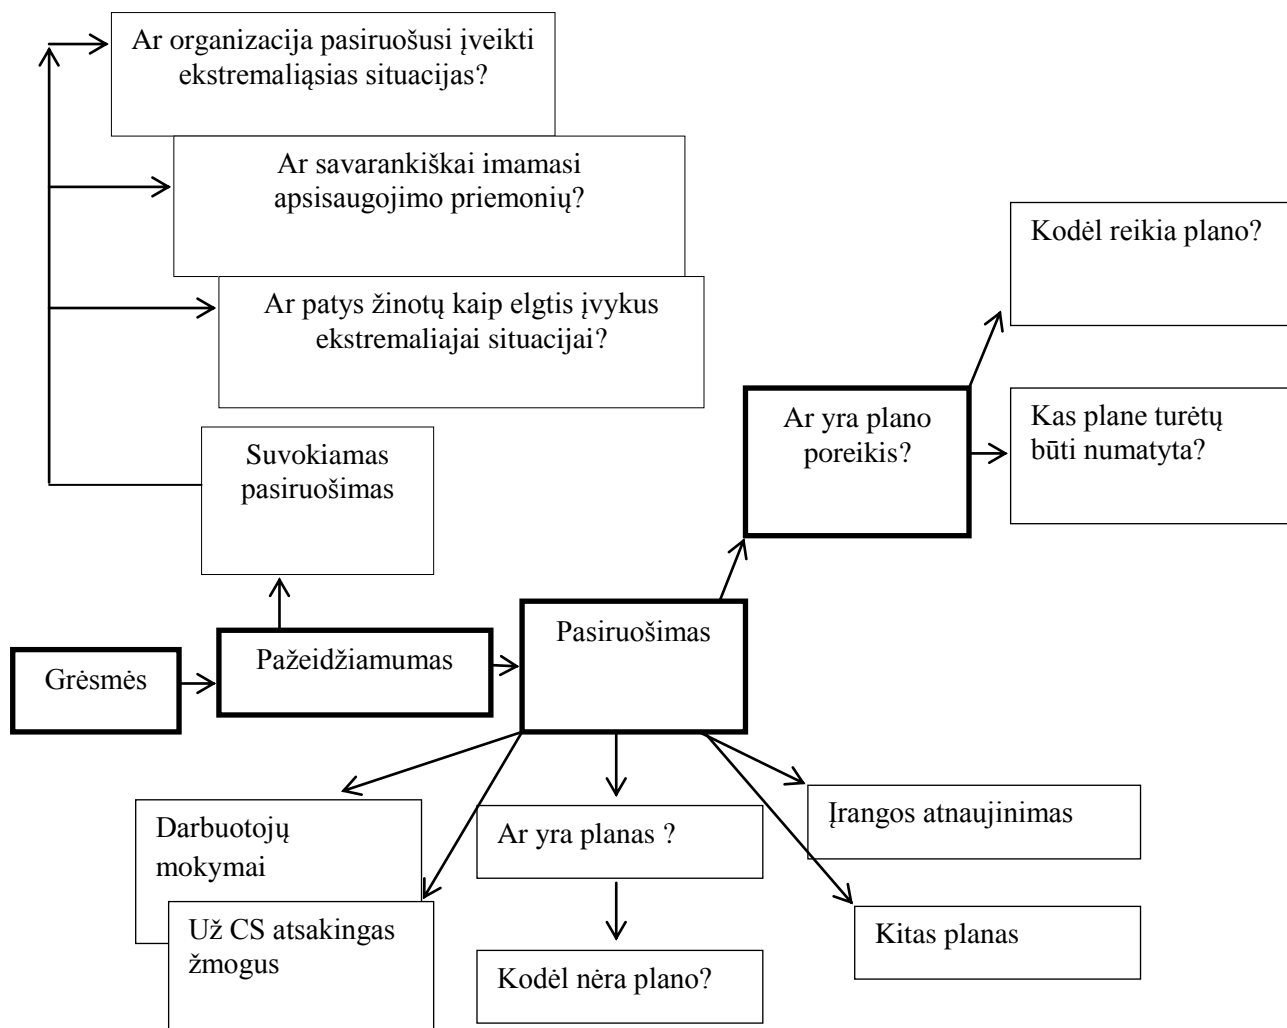 Ar organizacija pasiruošusi įveikti
ekstremaliąsias situacijas?
Ar savarankiškai imamasi
apsisaugojimo priemonių?
Ar patys žinotų kaip elgtis įvykus
ekstremaliajai situacijai?
Kodėl reikia plano?
Ar yra plano
poreikis?
Kas plane turėtų
būti numatyta?
Suvokiamas
pasiruošimas
Pasiruošimas
Pažeidžiamumas
Grėsmės
Darbuotojų
mokymai
Už CS atsakingas
žmogus
Ar yra planas ?
Kodėl nėra plano?
Įrangos atnaujinimas
Kitas planas